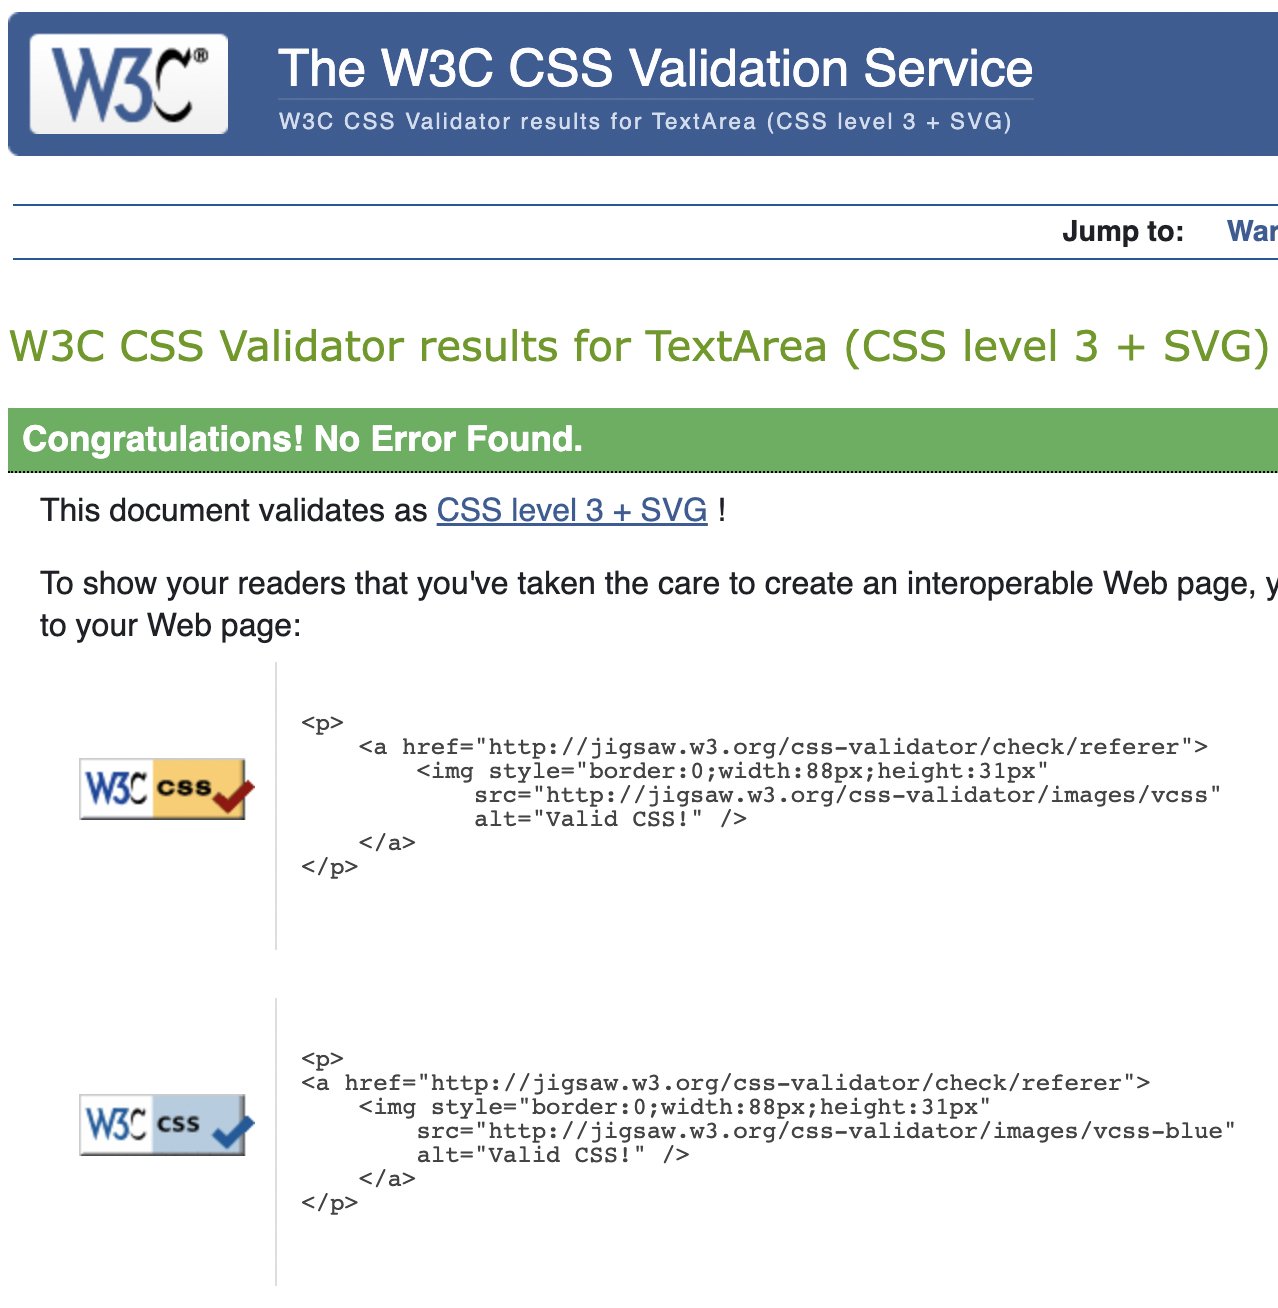 W3C®
The W3C CSS Validation Service
W3C CSS Validator results for TextArea (CSS level 3 + SVG)
Jump to:
W3C CSS Validator results for TextArea (CSS level 3 + SVG)
Congratulations! No Error Found.
This document validates as CSS level 3 + SVG !
To show your readers that you've taken the care to create an interoperable Web page,
to your Web page:
W3C css
<p>
    <a href="http://jigsaw.w3.org/css-validator/check/referer">
        <img style="border:0;width:88px;height:31px"
            src="http://jigsaw.w3.org/css-validator/images/vcss"
            alt="Valid CSS!" />
    </a>
</p>
W3C css
<p>
<a href="http://jigsaw.w3.org/css-validator/check/referer">
    <img style="border:0;width:88px;height:31px"
        src="http://jigsaw.w3.org/css-validator/images/vcss-blue"
        alt="Valid CSS!" />
    </a>
</p>